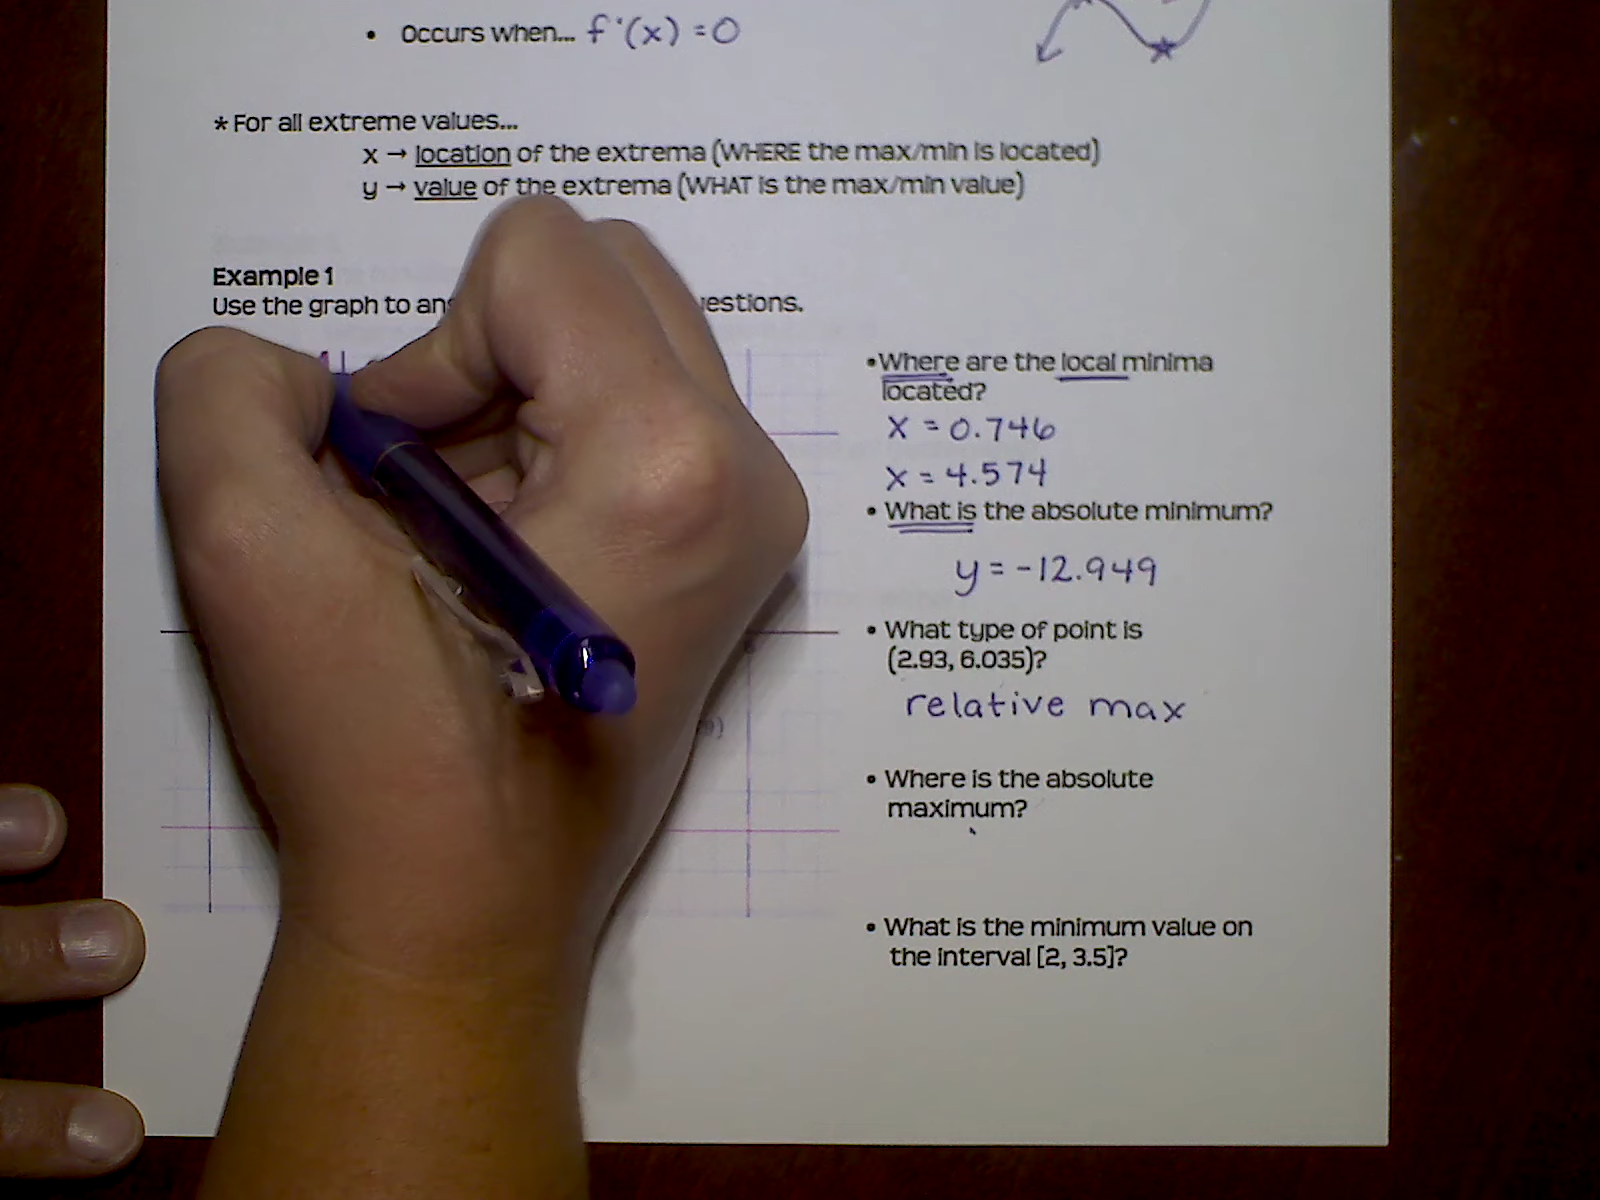 • Occurs when... f'(x) = 0
* For all extreme values...
x → location of the extrema (WHERE the max/min is located)
y → value of the extrema (WHAT is the max/min value)
Example 1
Use the graph to an estions.
• Where are the local minima
located?
x = 0.746
x = 4.574
• What is the absolute minimum?
y = -12.949
• What type of point is
(2.93, 6.035)?
relative max
• Where is the absolute
maximum?
• What is the minimum value on
the interval [2, 3.5]?